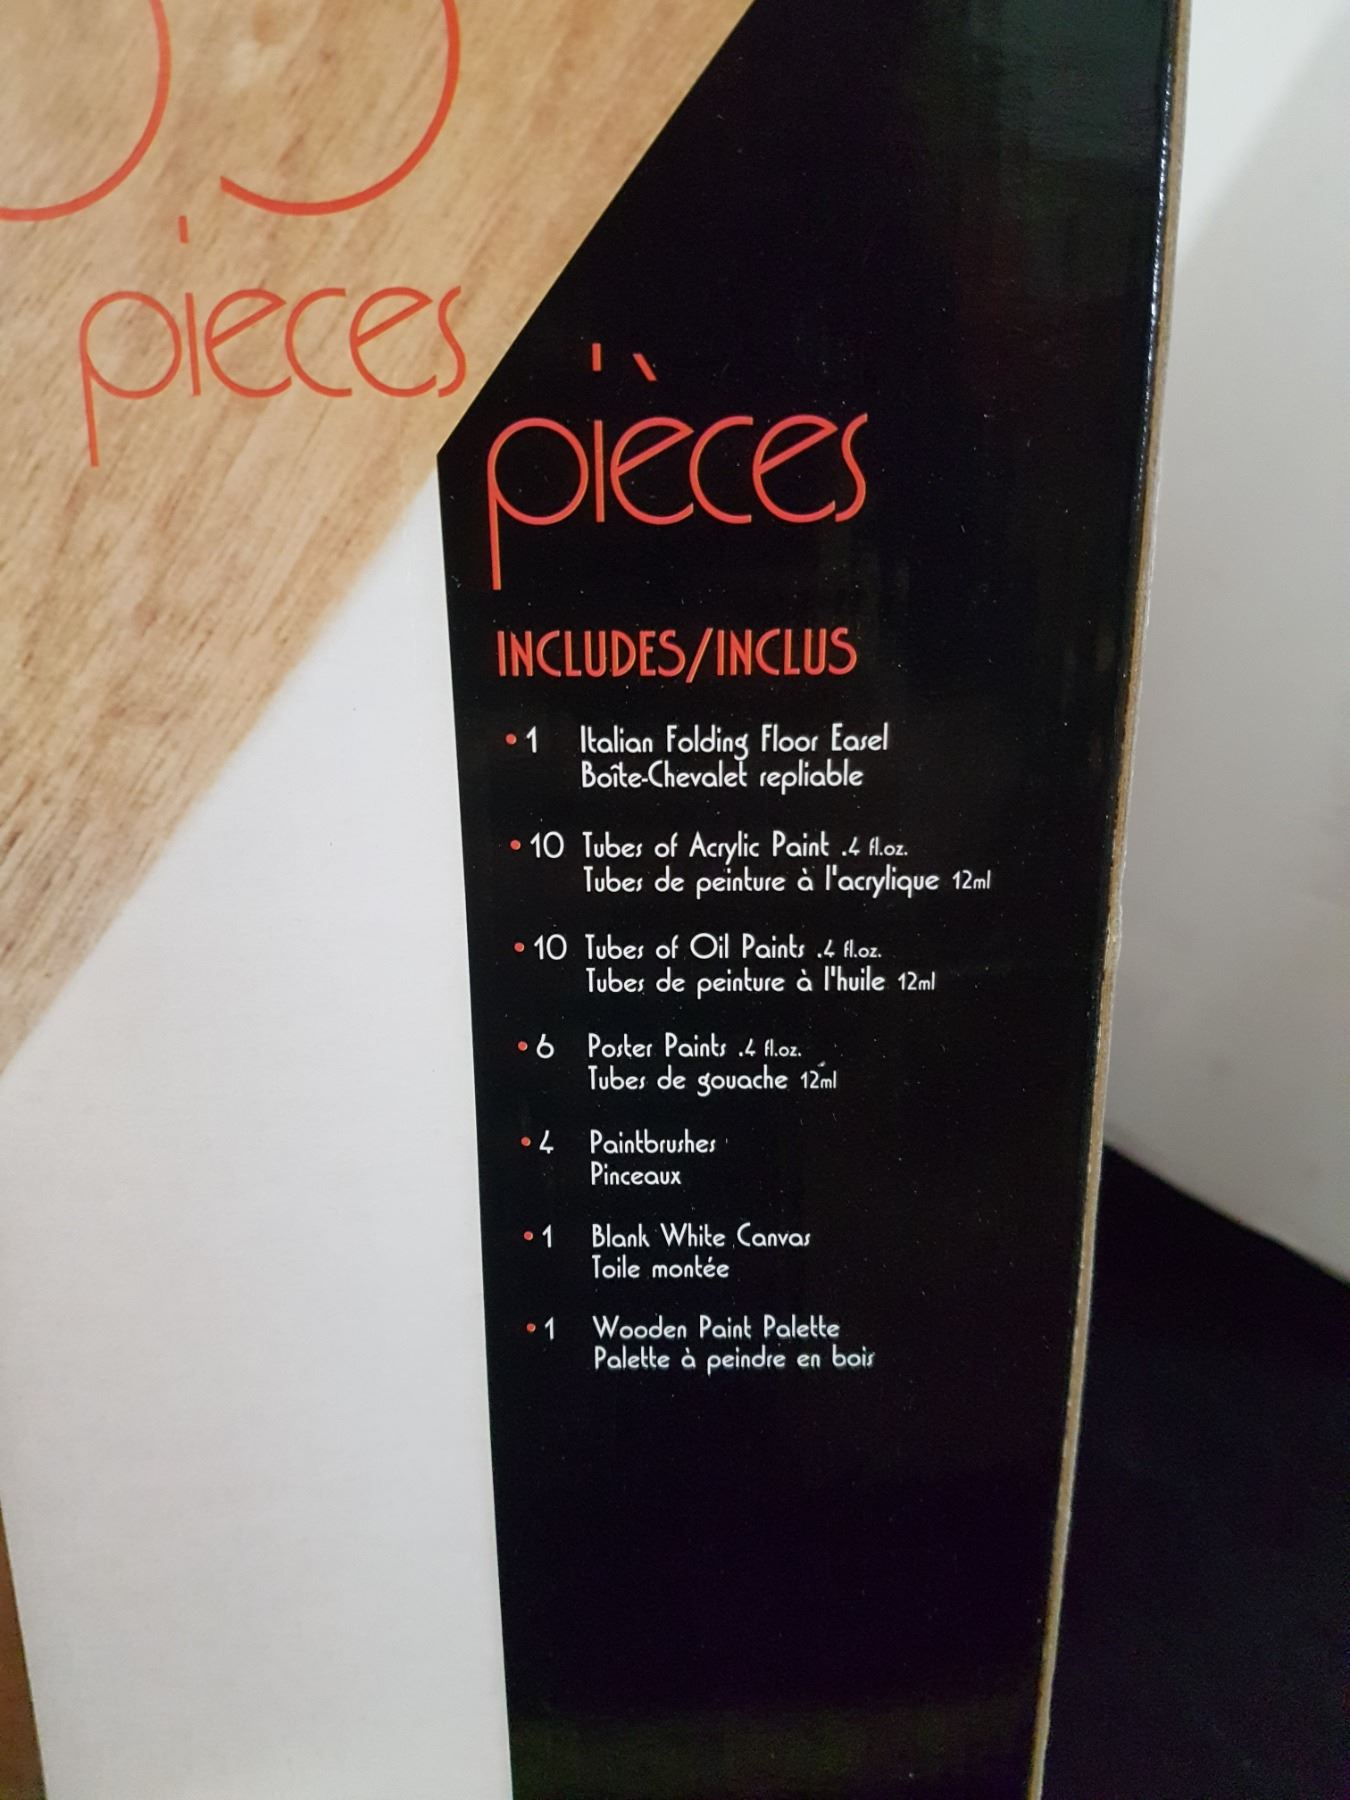 pieces
pièces
INCLUDES/INCLUS
• 1 Italian Folding Floor Easel
Boîte-Chevalet repliable
• 10 Tubes of Acrylic Paint .4 fl.oz.
Tubes de peinture à l'acrylique 12ml
• 10 Tubes of Oil Paints .4 fl.oz.
Tubes de peinture à l'huile 12ml
• 6 Poster Paints .4 fl.oz.
Tubes de gouache 12ml
• 4 Paintbrushes
Pinceaux
• 1 Blank White Canvas
Toile montée
• 1 Wooden Paint Palette
Palette à peindre en bois